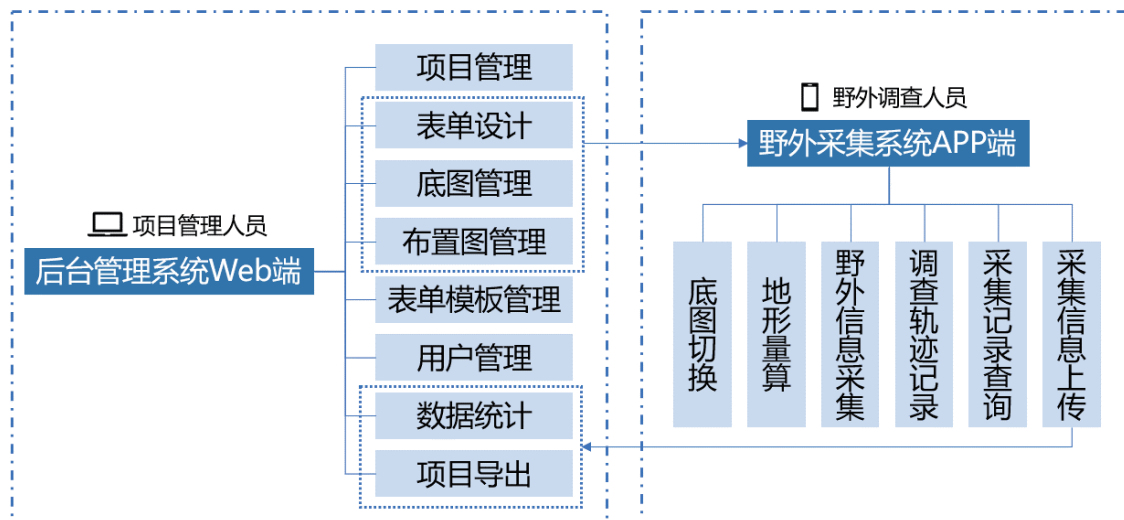 项目管理人员
后台管理系统Web端
项目管理
表单设计
底图管理
布置图管理
表单模板管理
用户管理
数据统计
项目导出
野外调查人员
野外采集系统APP端
底图切换
地形量算
野外信息采集
调查轨迹记录
采集记录查询
采集信息上传